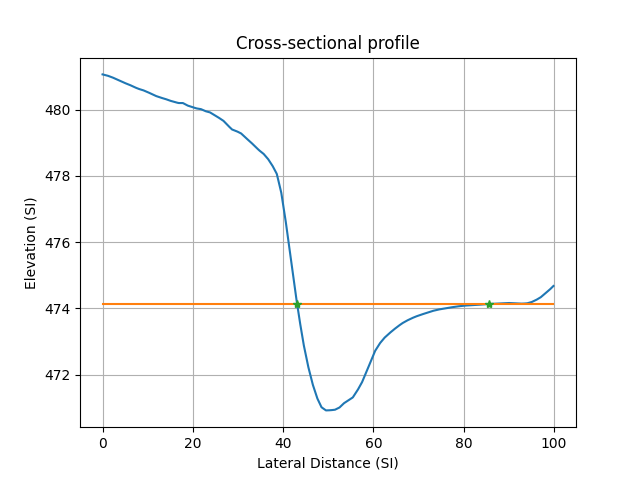 Cross-sectional profile
Elevation (SI)
480
478
476
474
472
0 20 40 60 80 100
Lateral Distance (SI)